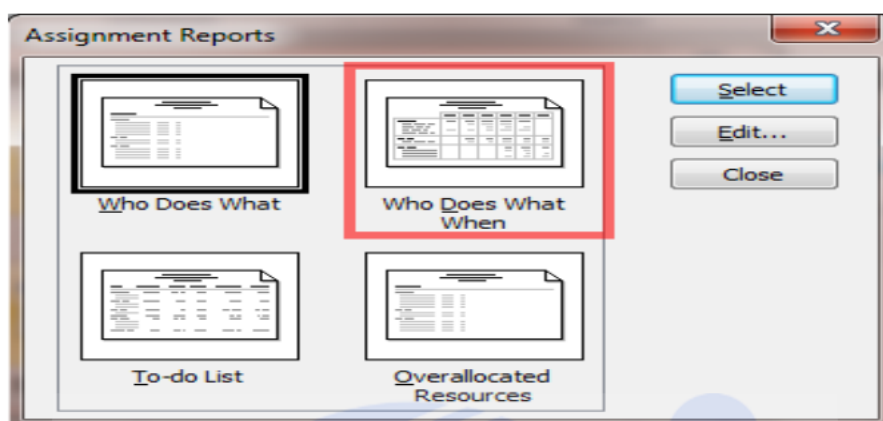 Assignment Reports
Select
Edit...
Close
Who Does What
Who Does What
When
To-do List
Overallocated
Resources